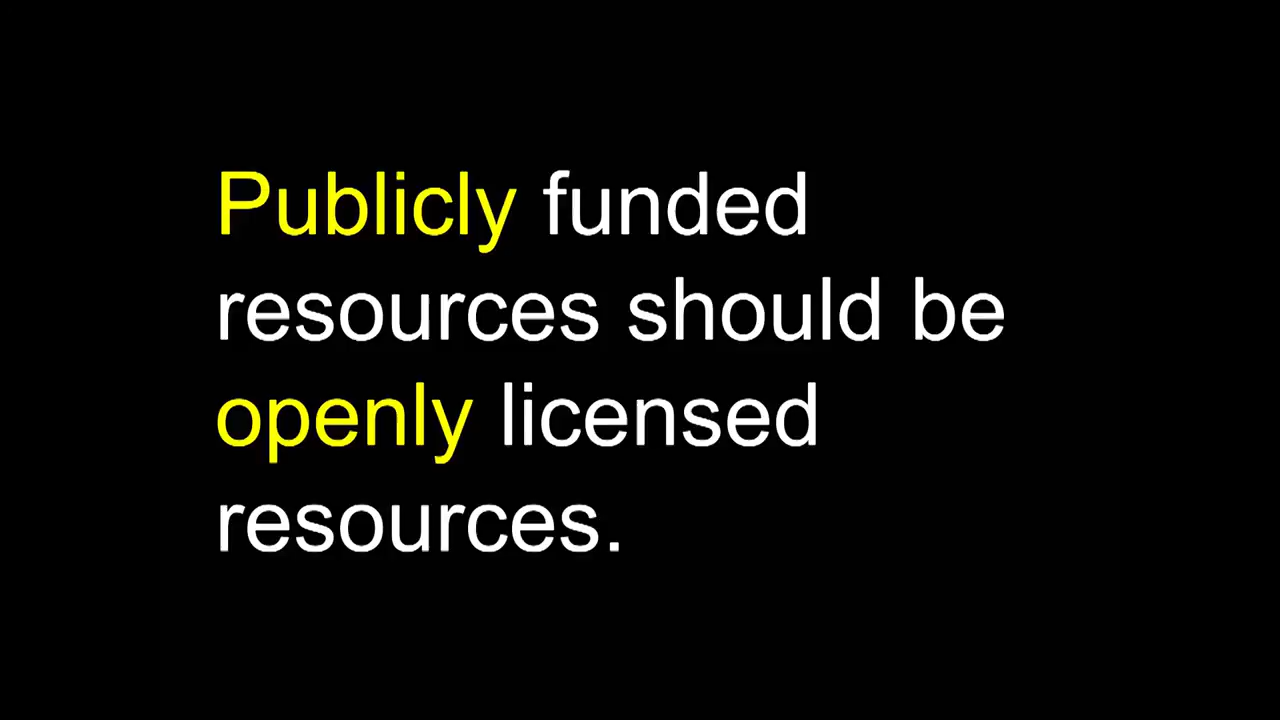 Publicly funded
resources should be
openly licensed
resources.